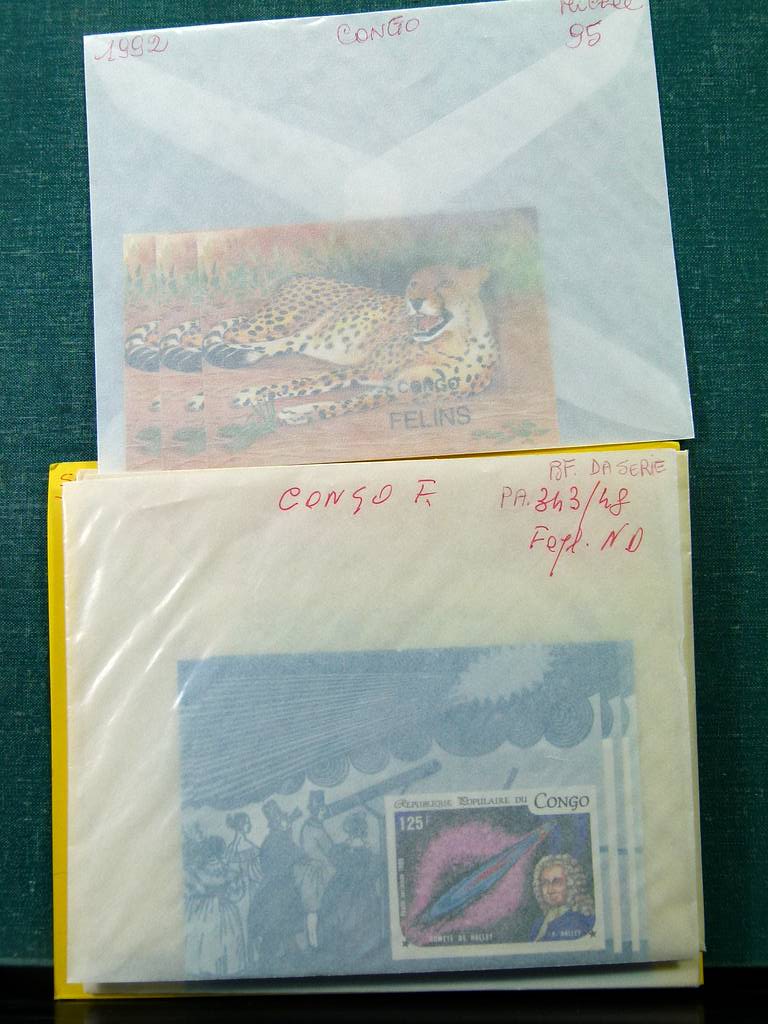 1992
CONGO
95
CONGO
FELINS
CONGO F.
BF. DA SERIE
PA. 343/48
ND
REPUBLIQUE POPULAIRE DU CONGO
125F
COMETE DE HALLEY
E. HALLEY